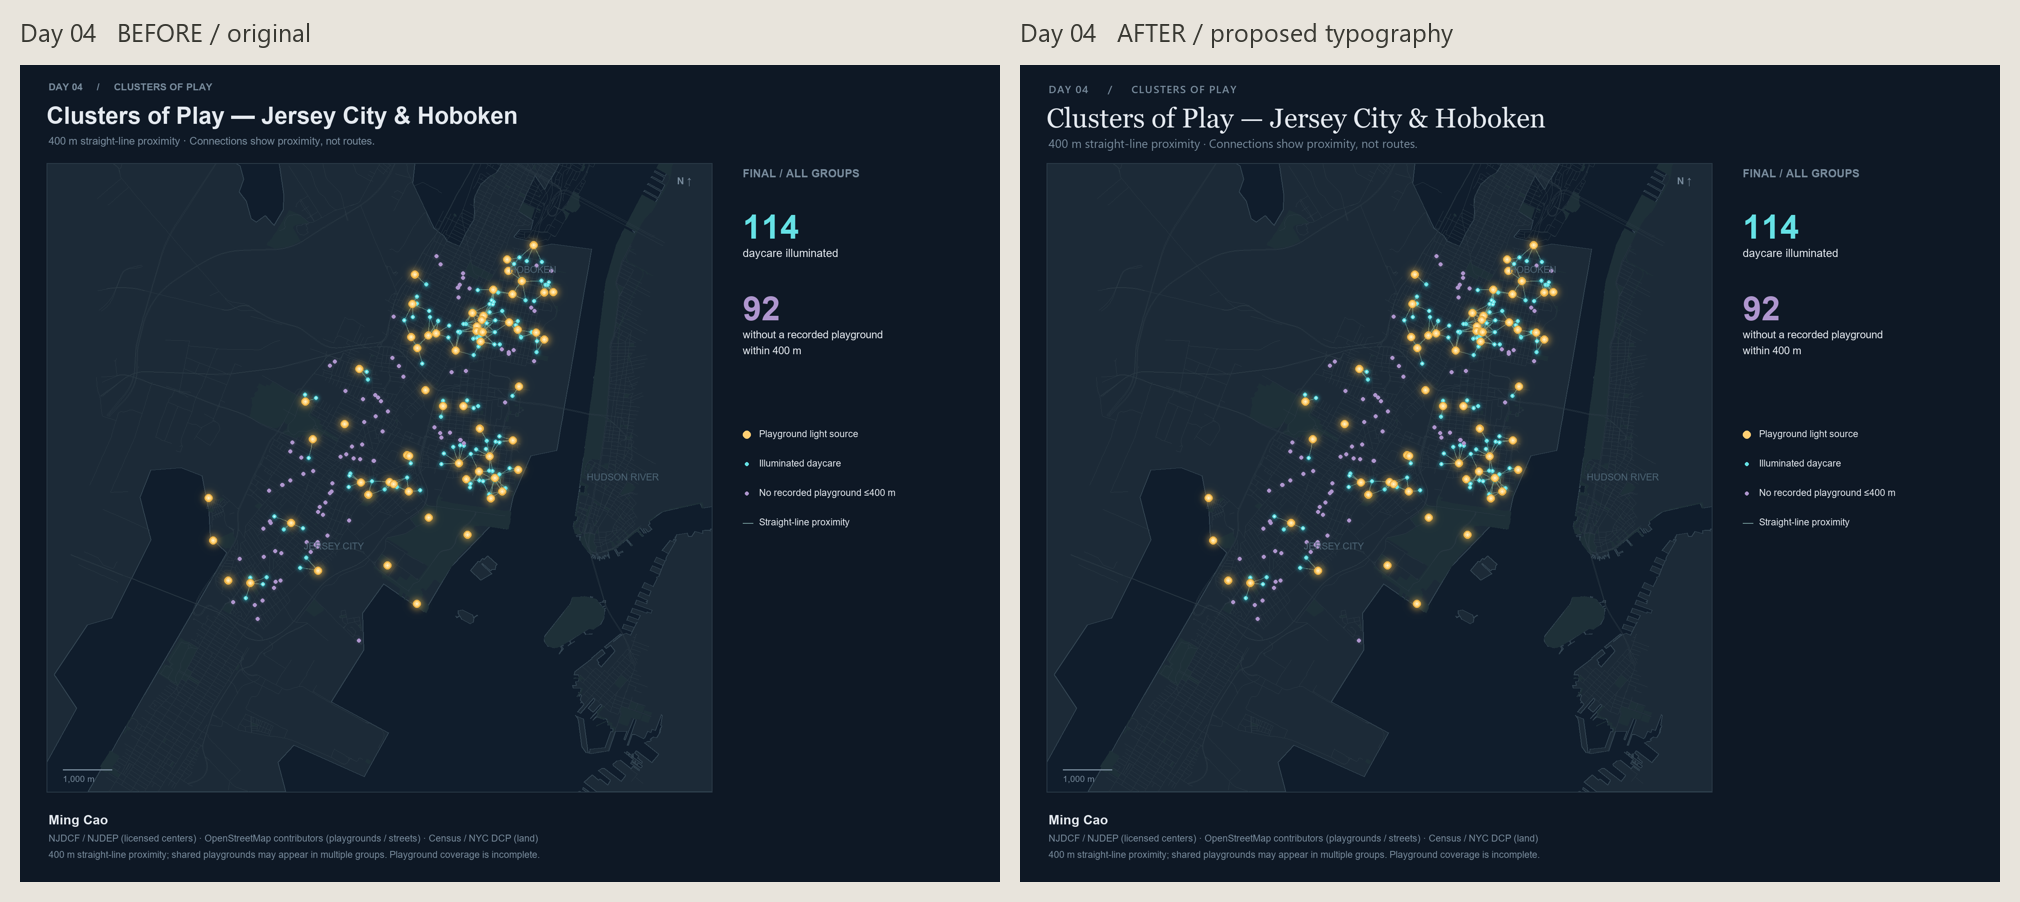 Day 04 BEFORE / original
DAY 04 / CLUSTERS OF PLAY
Clusters of Play — Jersey City & Hoboken
400 m straight-line proximity · Connections show proximity, not routes.
N ↑
HOBOKEN
HUDSON RIVER
JERSEY CITY
1,000 m
FINAL / ALL GROUPS
114
daycare illuminated
92
without a recorded playground
within 400 m
Playground light source
Illuminated daycare
No recorded playground ≤400 m
Straight-line proximity
Ming Cao
NJDCF / NJDEP (licensed centers) · OpenStreetMap contributors (playgrounds / streets) · Census / NYC DCP (land)
400 m straight-line proximity; shared playgrounds may appear in multiple groups. Playground coverage is incomplete.
Day 04 AFTER / proposed typography
DAY 04 / CLUSTERS OF PLAY
Clusters of Play — Jersey City & Hoboken
400 m straight-line proximity · Connections show proximity, not routes.
N ↑
HOBOKEN
HUDSON RIVER
JERSEY CITY
1,000 m
FINAL / ALL GROUPS
114
daycare illuminated
92
without a recorded playground
within 400 m
Playground light source
Illuminated daycare
No recorded playground ≤400 m
Straight-line proximity
Ming Cao
NJDCF / NJDEP (licensed centers) · OpenStreetMap contributors (playgrounds / streets) · Census / NYC DCP (land)
400 m straight-line proximity; shared playgrounds may appear in multiple groups. Playground coverage is incomplete.